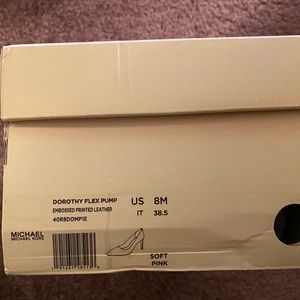 DOROTHY FLEX PUMP
EMBOSSED PRINTED LEATHER
40R8DOMP1E
US 8M
IT 38.5
MICHAEL
MICHAEL KORS
SOFT
PINK